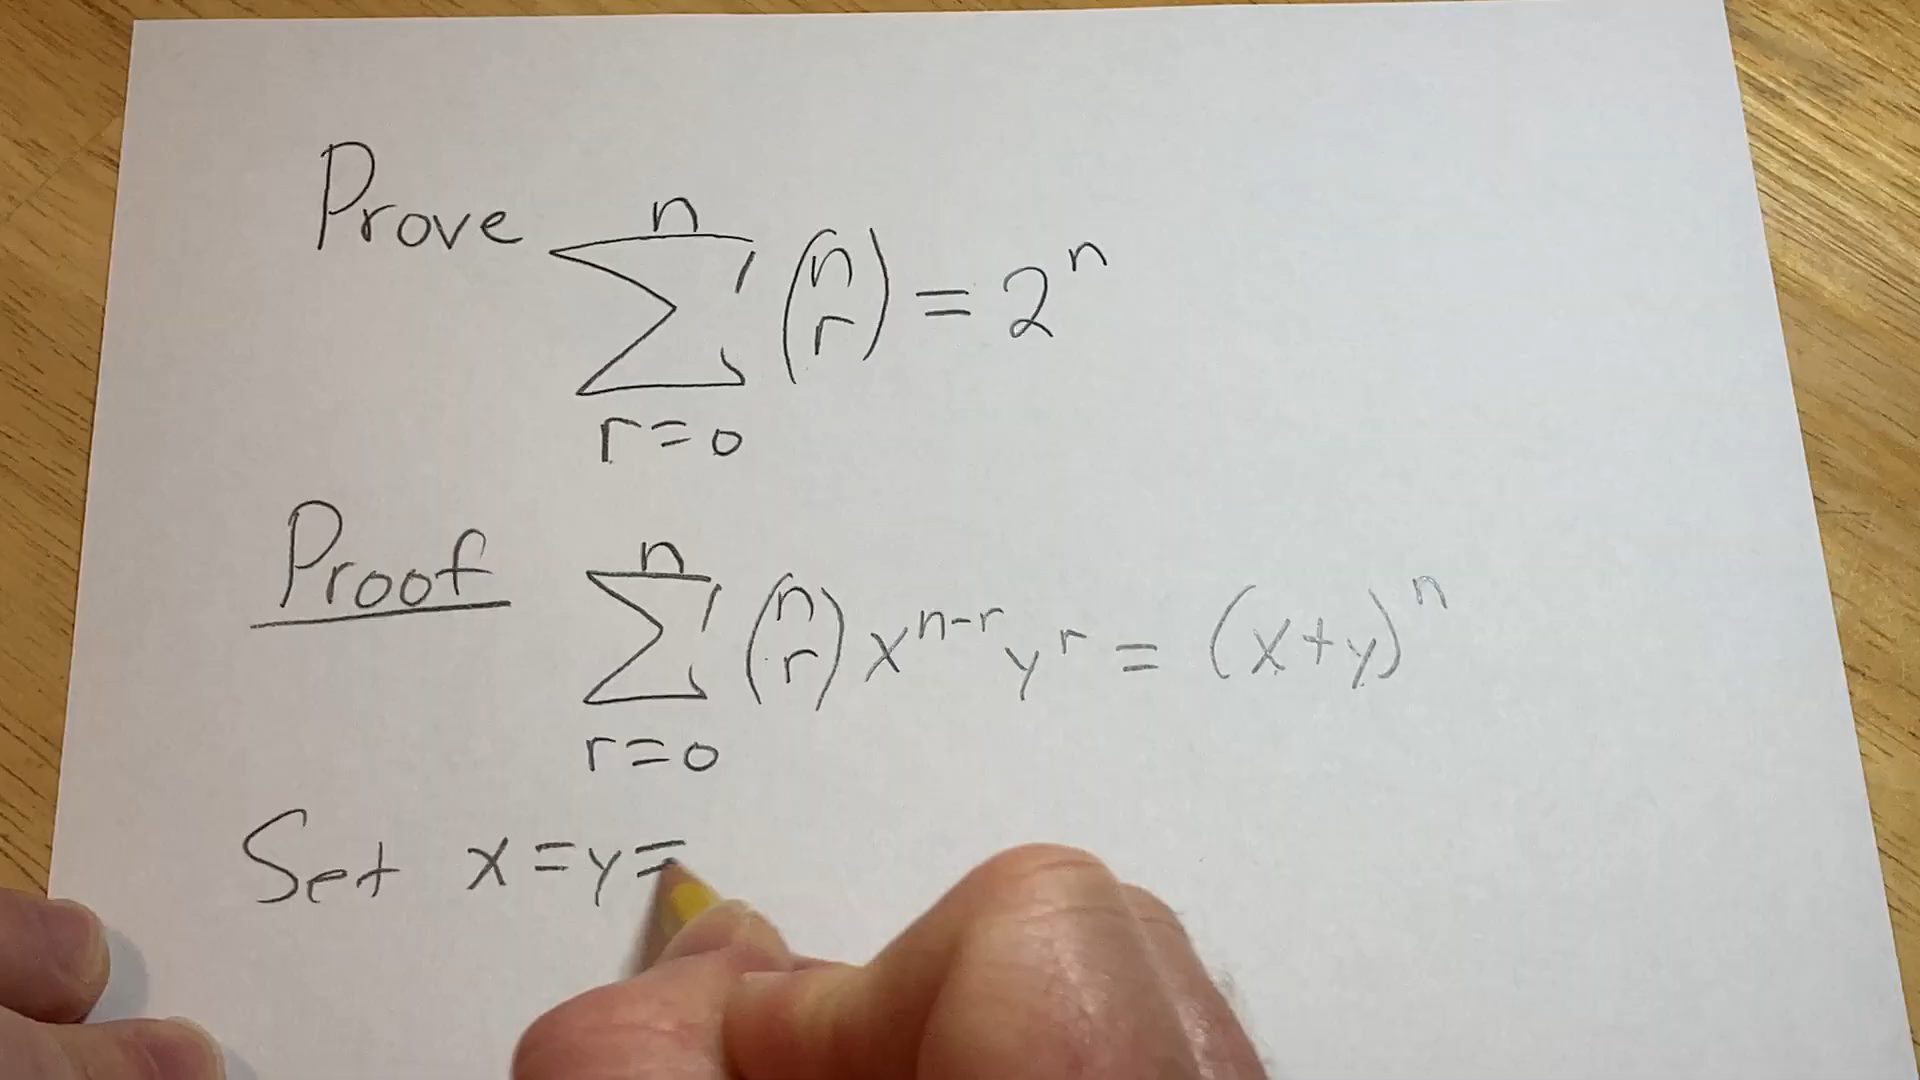 Prove \sum_{r=0}^{n} \binom{n}{r} = 2^n
Proof \sum_{r=0}^{n} \binom{n}{r} x^{n-r} y^r = (x+y)^n
Set x=y=